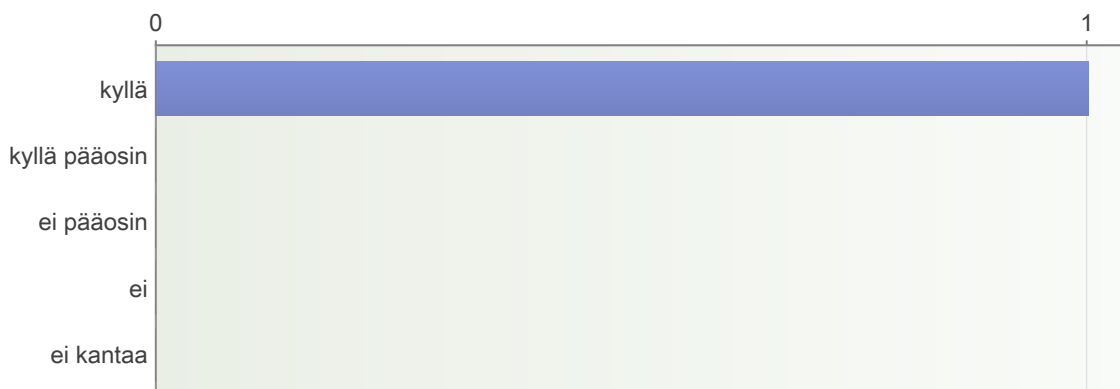 0 1
kyllä
kyllä pääosin
ei pääosin
ei
ei kantaa